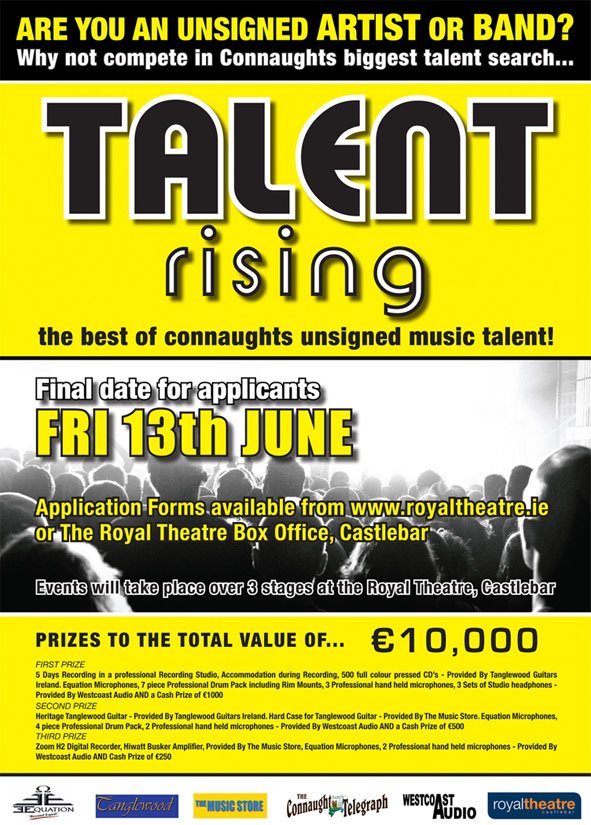 ARE YOU AN UNSIGNED ARTIST OR BAND?
Why not compete in Connaughts biggest talent search...
TALENT
rising
the best of connaughts unsigned music talent!
Final date for applicants
FRI 13th JUNE
Application Forms available from www.royaltheatre.ie
or The Royal Theatre Box Office, Castlebar
Events will take place over 3 stages at the Royal Theatre, Castlebar
PRIZES TO THE TOTAL VALUE OF... €10,000
FIRST PRIZE
5 Days Recording in a professional Recording Studio, Accommodation during Recording, 500 full colour pressed CD's - Provided By Tanglewood Guitars
Ireland. Equation Microphones, 7 piece Professional Drum Pack including Rim Mounts, 3 Professional hand held microphones, 3 Sets of Studio headphones -
Provided By Westcoast Audio AND a Cash Prize of €1000
SECOND PRIZE
Heritage Tanglewood Guitar - Provided By Tanglewood Guitars Ireland. Hard Case for Tanglewood Guitar - Provided By The Music Store. Equation Microphones,
4 piece Professional Drum Pack, 2 Professional hand held microphones - Provided By Westcoast Audio AND Cash Prize of €500
THIRD PRIZE
Zoom H2 Digital Recorder, Hiwatt Busker Amplifier, Provided By The Music Store, Equation Microphones, 2 Professional hand held microphones - Provided By
Westcoast Audio AND Cash Prize of €250
EQUATION
Tanglewood
THE MUSIC STORE
THE Connaught Telegraph
WESTCOAST AUDIO
royaltheatre
castlebar